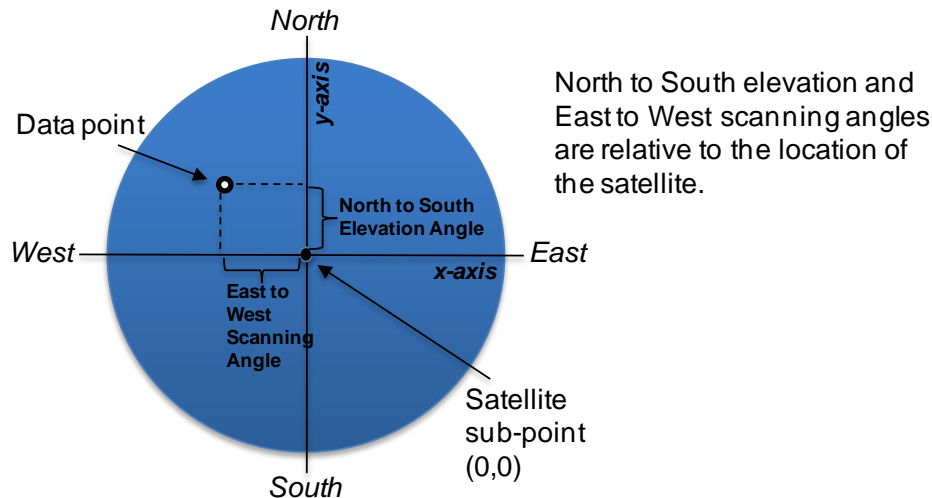 North
y-axis
North to South elevation and
East to West scanning angles
are relative to the location of
the satellite.
Data point
North to South
Elevation Angle
West
East
x-axis
East to
West
Scanning
Angle
Satellite
sub-point
(0,0)
South